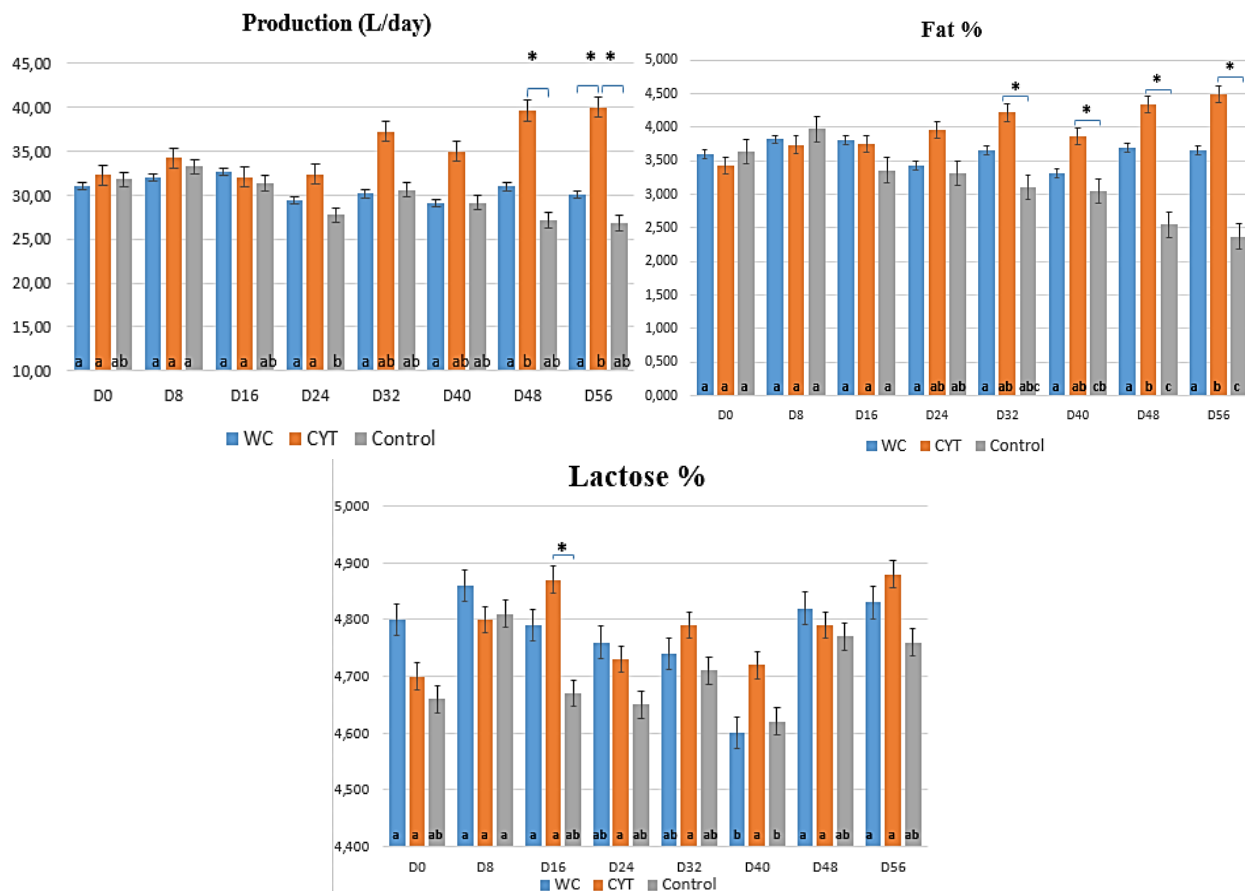 Production (L/day)
* * *
45,00
40,00
35,00
30,00
25,00
20,00
15,00
10,00
a a ab a a a a a ab a a b a ab ab a ab ab a b ab a b ab
D0 D8 D16 D24 D32 D40 D48 D56
WC CYT Control
Fat %
* * * *
5,000
4,500
4,000
3,500
3,000
2,500
2,000
1,500
1,000
0,500
0,000
a a a a a a a a a a ab ab a ab abc a ab cb a b c a b c
D0 D8 D16 D24 D32 D40 D48 D56
WC CYT Control
Lactose %
*
5,000
4,900
4,800
4,700
4,600
4,500
4,400
a a ab a a a a a ab ab a ab ab a ab b a b a a ab a a ab
D0 D8 D16 D24 D32 D40 D48 D56
WC CYT Control